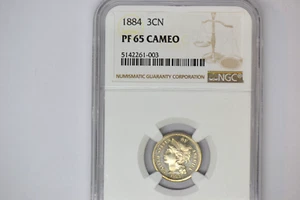 1884 3CN
PF 65 CAMEO
5142261-003
NUMISMATIC GUARANTY CORPORATION
NGC